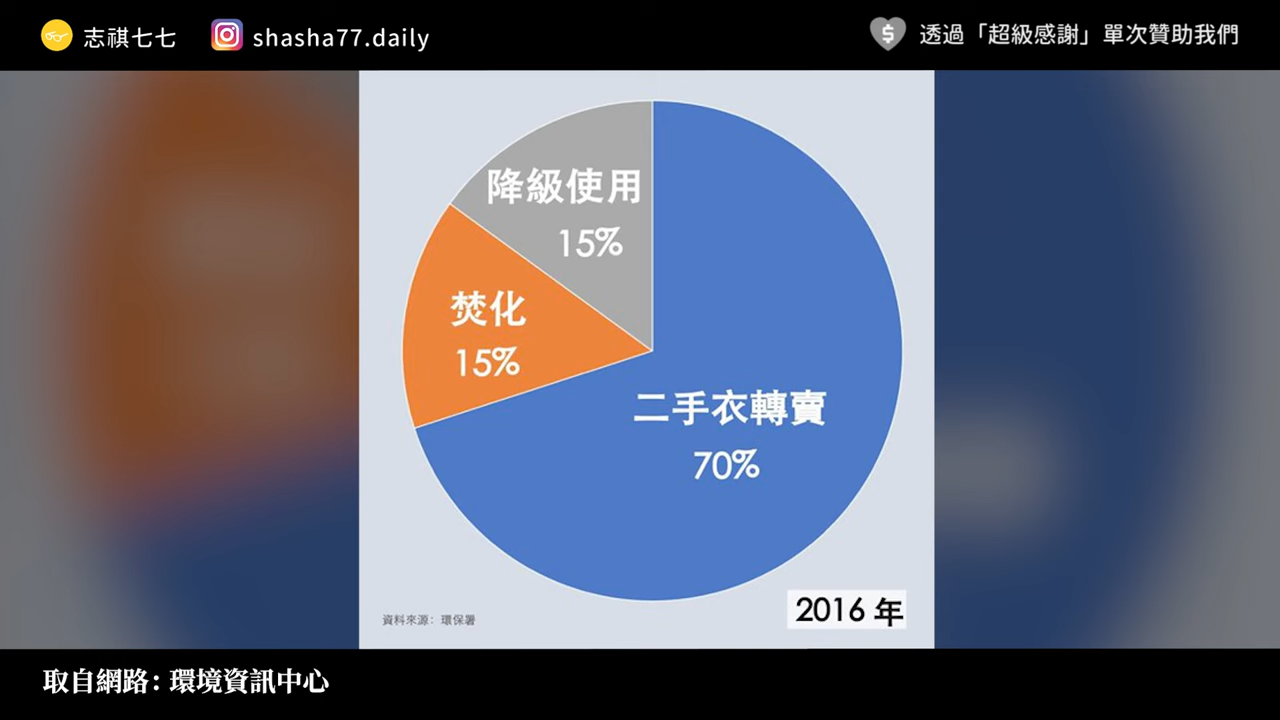 志祺七七
shasha77.daily
透過「超級感謝」單次贊助我們
降級使用
15%
焚化
15%
二手衣轉賣
70%
資料來源：環保署
2016 年
取自網路：環境資訊中心